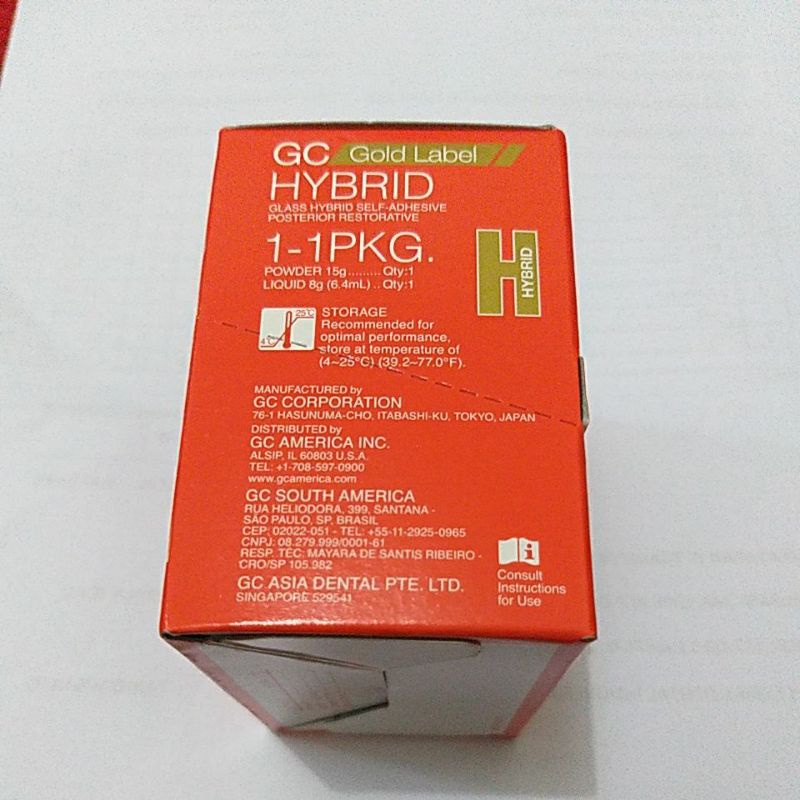 GC Gold Label
HYBRID
GLASS HYBRID SELF-ADHESIVE
POSTERIOR RESTORATIVE
1-1PKG.
POWDER 15g......... Qty:1
LIQUID 8g (6.4mL) .. Qty:1
H HYBRID
25°C
4°C
STORAGE
Recommended for
optimal performance,
store at temperature of
(4~25°C) (39.2~77.0°F).
MANUFACTURED by
GC CORPORATION
76-1 HASUNUMA-CHO, ITABASHI-KU, TOKYO, JAPAN
DISTRIBUTED by
GC AMERICA INC.
ALSIP, IL 60803 U.S.A.
TEL: +1-708-597-0900
www.gcamerica.com
GC SOUTH AMERICA
RUA HELIODORA, 399, SANTANA -
SÃO PAULO, SP, BRASIL
CEP: 02022-051 - TEL: +55-11-2925-0965
CNPJ: 08.279.999/0001-61
RESP. TÉC: MAYARA DE SANTIS RIBEIRO -
CRO/SP 105.982
GC ASIA DENTAL PTE. LTD.
SINGAPORE 529541
i
Consult
Instructions
for Use